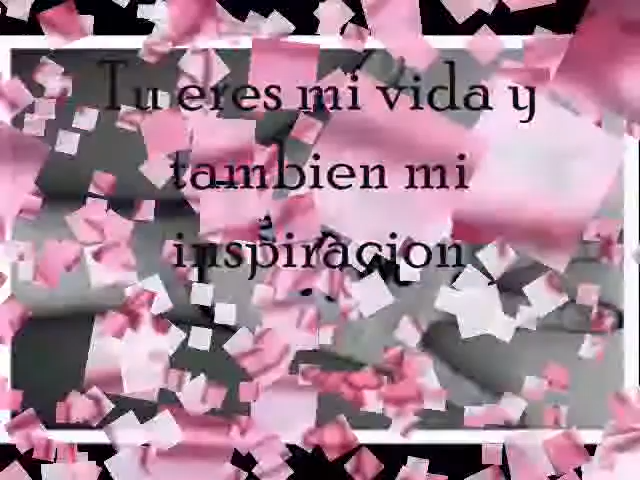 Tu eres mi vida y
tambien mi
inspiracion